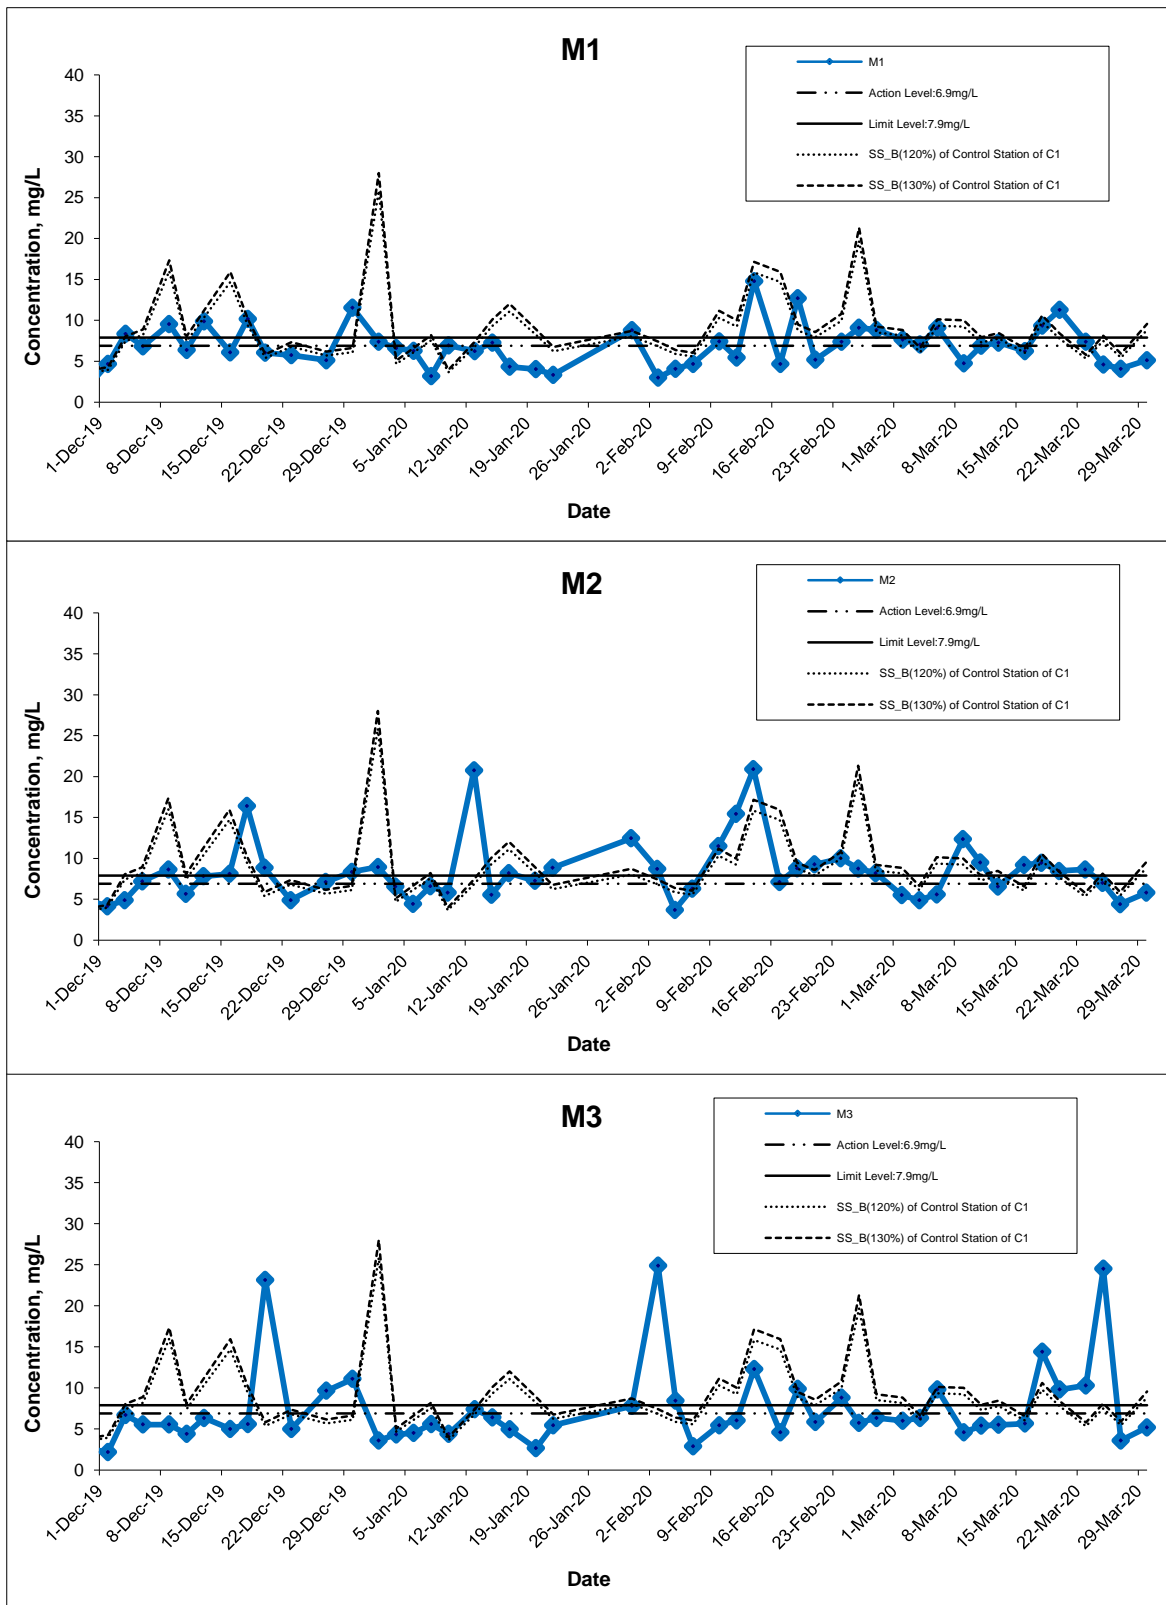 M1
M1
Action Level:6.9mg/L
Limit Level:7.9mg/L
SS_B(120%) of Control Station of C1
SS_B(130%) of Control Station of C1
Concentration, mg/L
40
35
30
25
20
15
10
5
0
1-Dec-19
8-Dec-19
15-Dec-19
22-Dec-19
29-Dec-19
5-Jan-20
12-Jan-20
19-Jan-20
26-Jan-20
2-Feb-20
9-Feb-20
16-Feb-20
23-Feb-20
1-Mar-20
8-Mar-20
15-Mar-20
22-Mar-20
29-Mar-20
Date
M2
M2
Action Level:6.9mg/L
Limit Level:7.9mg/L
SS_B(120%) of Control Station of C1
SS_B(130%) of Control Station of C1
Concentration, mg/L
40
35
30
25
20
15
10
5
0
1-Dec-19
8-Dec-19
15-Dec-19
22-Dec-19
29-Dec-19
5-Jan-20
12-Jan-20
19-Jan-20
26-Jan-20
2-Feb-20
9-Feb-20
16-Feb-20
23-Feb-20
1-Mar-20
8-Mar-20
15-Mar-20
22-Mar-20
29-Mar-20
Date
M3
M3
Action Level:6.9mg/L
Limit Level:7.9mg/L
SS_B(120%) of Control Station of C1
SS_B(130%) of Control Station of C1
Concentration, mg/L
40
35
30
25
20
15
10
5
0
1-Dec-19
8-Dec-19
15-Dec-19
22-Dec-19
29-Dec-19
5-Jan-20
12-Jan-20
19-Jan-20
26-Jan-20
2-Feb-20
9-Feb-20
16-Feb-20
23-Feb-20
1-Mar-20
8-Mar-20
15-Mar-20
22-Mar-20
29-Mar-20
Date